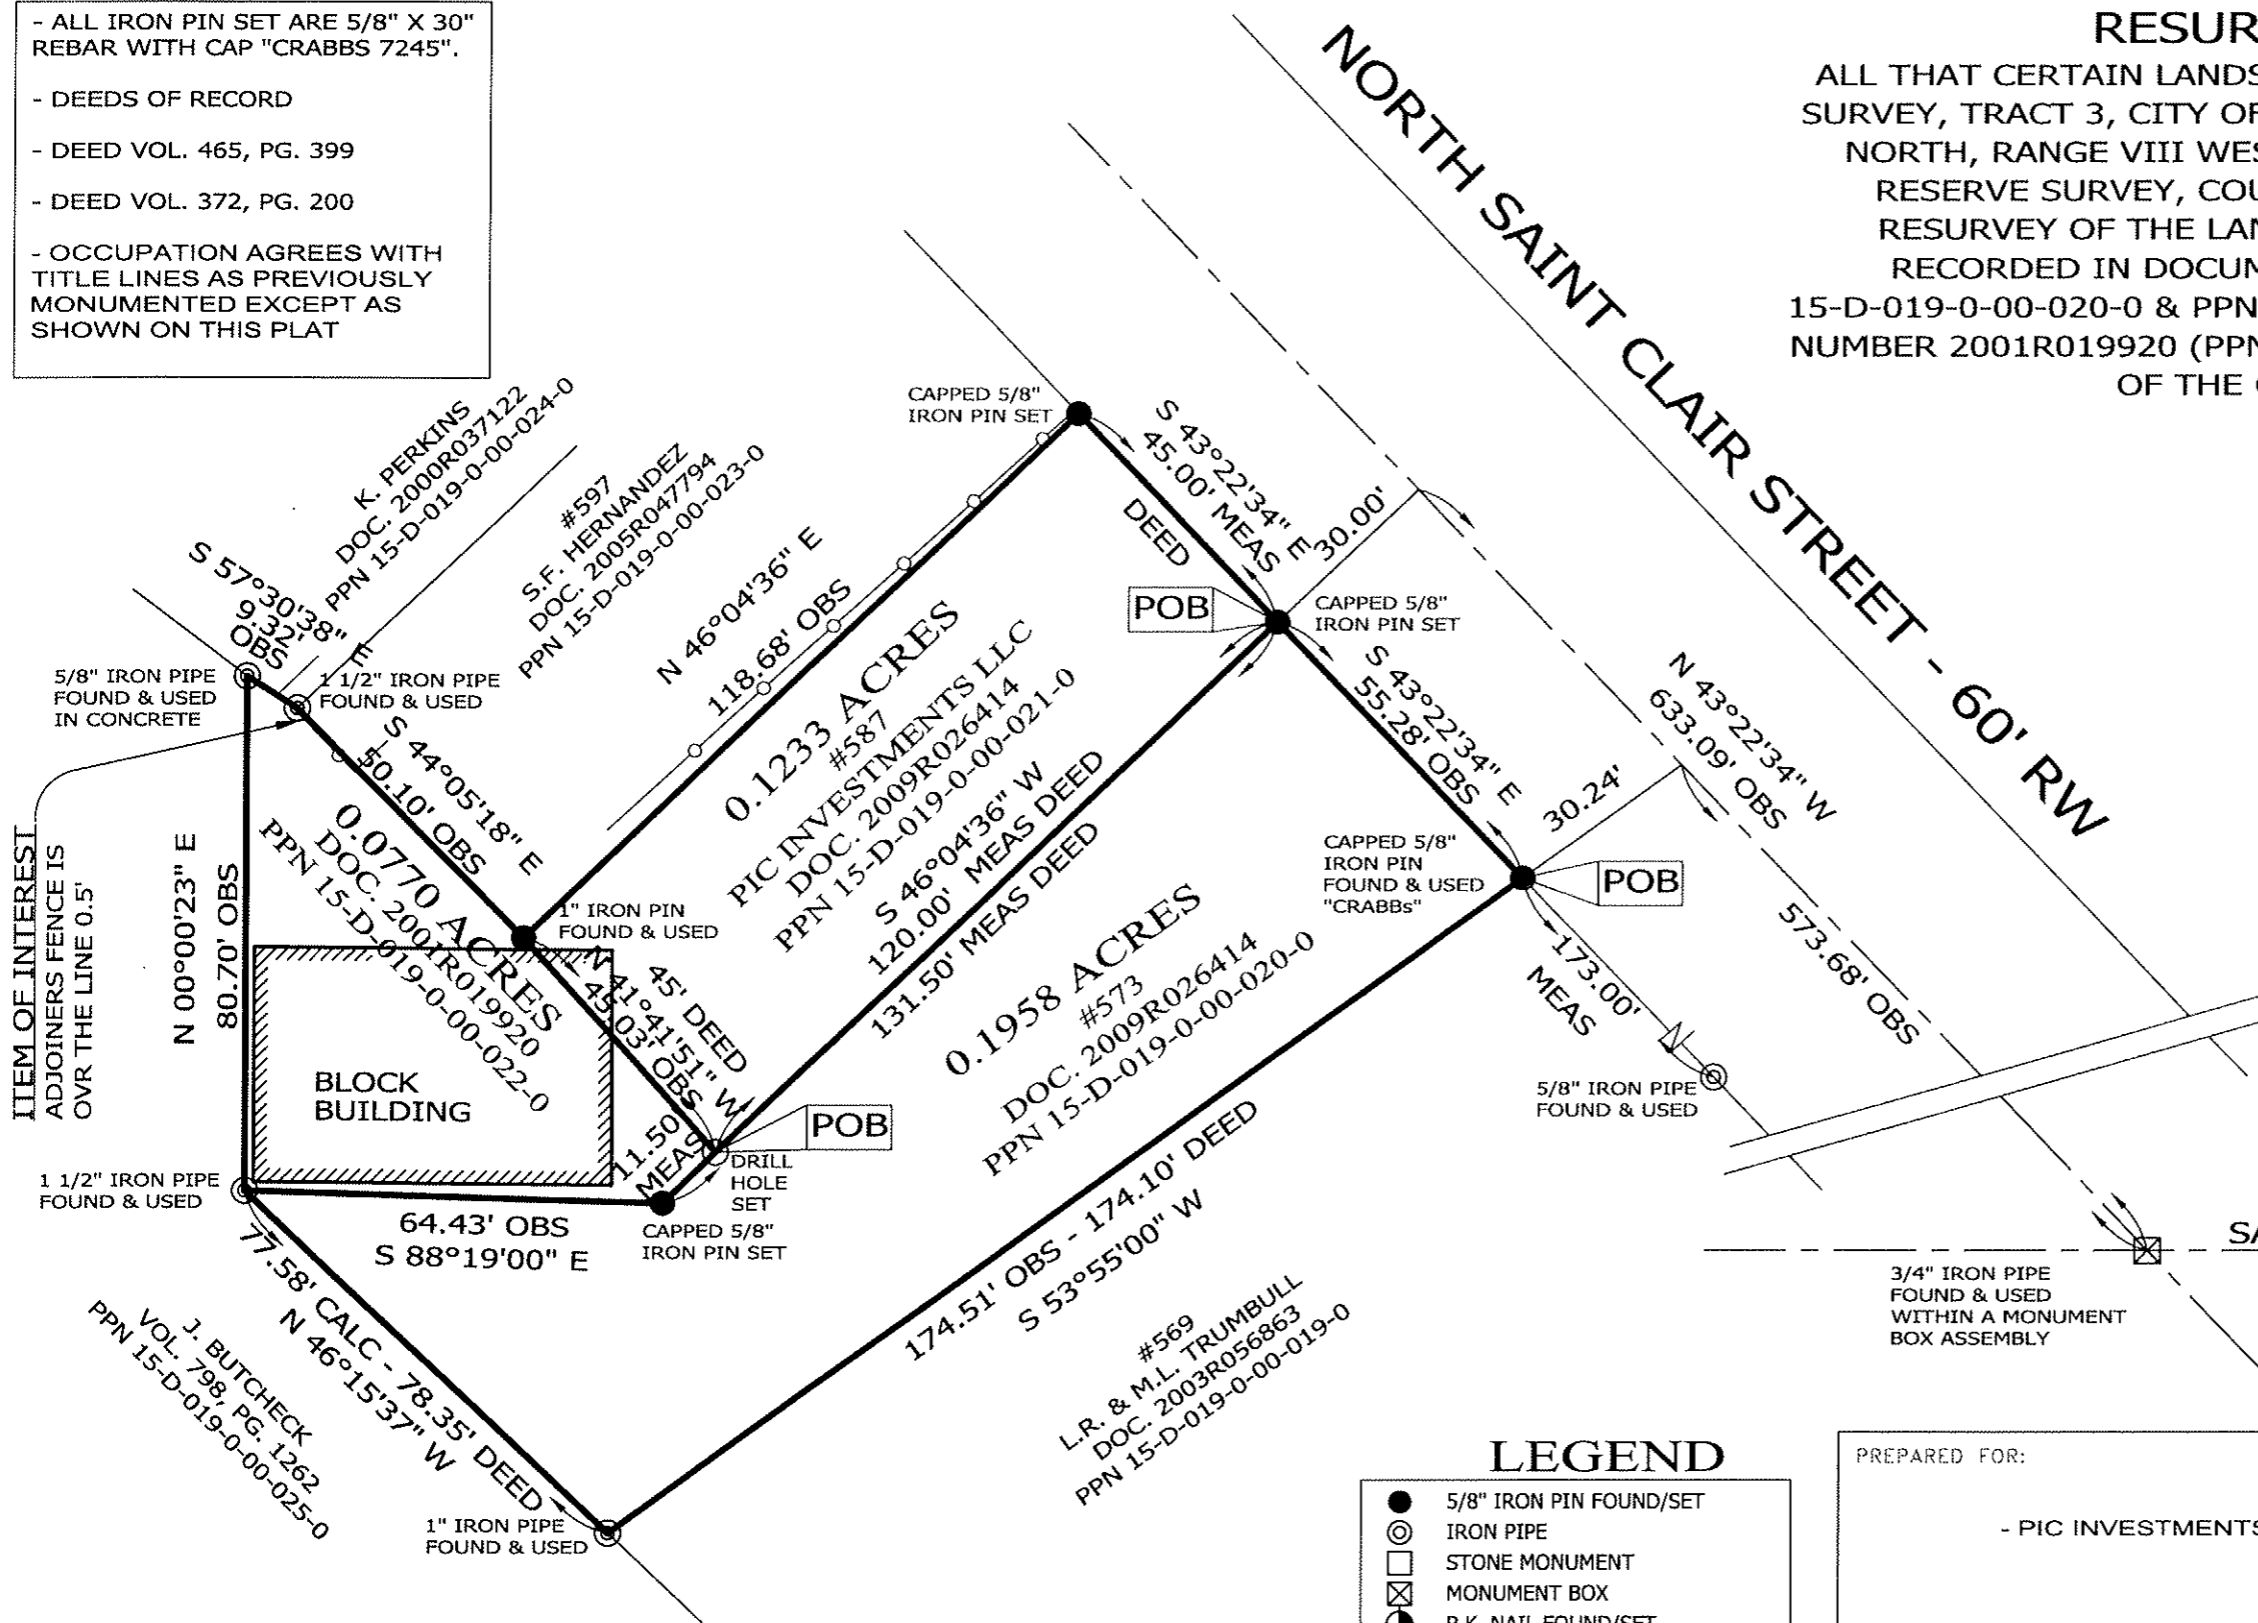 - ALL IRON PIN SET ARE 5/8" X 30"
REBAR WITH CAP "CRABBS 7245".
- DEEDS OF RECORD
- DEED VOL. 465, PG. 399
- DEED VOL. 372, PG. 200
- OCCUPATION AGREES WITH
TITLE LINES AS PREVIOUSLY
MONUMENTED EXCEPT AS
SHOWN ON THIS PLAT
RESUR
ALL THAT CERTAIN LANDS
SURVEY, TRACT 3, CITY OF
NORTH, RANGE VIII WES
RESERVE SURVEY, COU
RESURVEY OF THE LAN
RECORDED IN DOCUM
15-D-019-0-00-020-0 & PPN
NUMBER 2001R019920 (PPN
OF THE
NORTH SAINT CLAIR STREET - 60' RW
K. PERKINS
DOC. 2000R037122
PPN 15-D-019-0-00-024-0
#597
S.F. HERNANDEZ
DOC. 2005R047794
PPN 15-D-019-0-00-023-0
CAPPED 5/8"
IRON PIN SET
S 43°22'34" E
45.00' MEAS
DEED
30.00'
POB
CAPPED 5/8"
IRON PIN SET
S 57°30'38" E
9.32'
OBS
5/8" IRON PIPE
FOUND & USED
IN CONCRETE
1 1/2" IRON PIPE
FOUND & USED
N 46°04'36" E
118.68' OBS
0.1233 ACRES
#587
PIC INVESTMENTS LLC
DOC. 2009R026414
PPN 15-D-019-0-00-021-0
S 46°04'36" W
120.00' MEAS DEED
131.50' MEAS DEED
S 43°22'34" E
55.28' OBS
30.24'
N 43°22'34" W
633.09' OBS
573.68' OBS
S 44°05'18" E
50.10' OBS
0.0770 ACRES
DOC. 2001R019920
PPN 15-D-019-0-00-022-0
ITEM OF INTEREST
ADJOINERS FENCE IS
OVR THE LINE 0.5'
N 00°00'23" E
80.70' OBS
1" IRON PIN
FOUND & USED
45' DEED
N 41°41'51" W
45.03' OBS
BLOCK
BUILDING
CAPPED 5/8"
IRON PIN
FOUND & USED
"CRABBs"
POB
173.00'
MEAS
5/8" IRON PIPE
FOUND & USED
0.1958 ACRES
#573
DOC. 2009R026414
PPN 15-D-019-0-00-020-0
POB
11.50
MEAS
DRILL
HOLE
SET
CAPPED 5/8"
IRON PIN SET
1 1/2" IRON PIPE
FOUND & USED
64.43' OBS
S 88°19'00" E
77.58' CALC - 78.35' DEED
N 46°15'37" W
J. BUTCHECK
VOL. 798, PG. 1262
PPN 15-D-019-0-00-025-0
174.51' OBS - 174.10' DEED
S 53°55'00" W
#569
L.R. & M.L. TRUMBULL
DOC. 2003R056863
PPN 15-D-019-0-00-019-0
1" IRON PIPE
FOUND & USED
SA
3/4" IRON PIPE
FOUND & USED
WITHIN A MONUMENT
BOX ASSEMBLY
LEGEND
5/8" IRON PIN FOUND/SET
IRON PIPE
STONE MONUMENT
MONUMENT BOX
P.K. NAIL FOUND/SET
PREPARED FOR:
- PIC INVESTMENTS